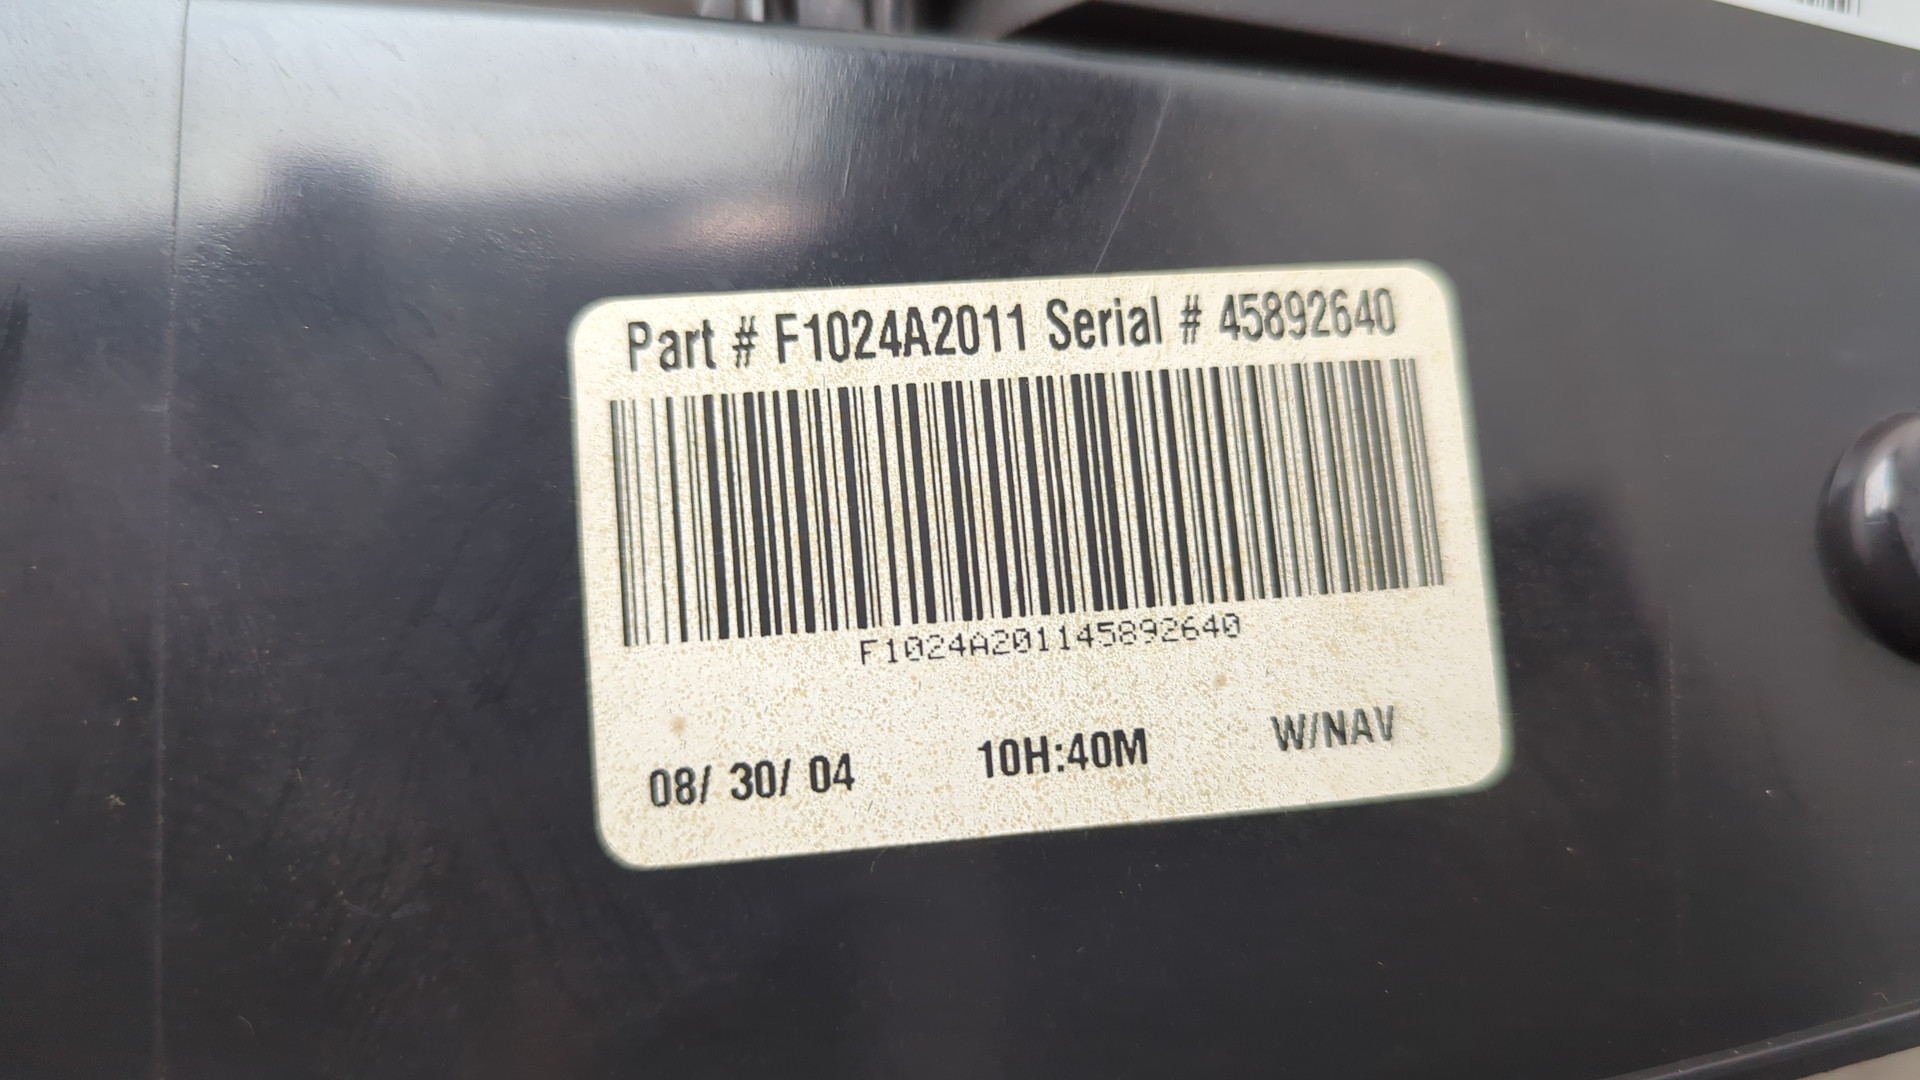 Part # F1024A2011 Serial # 45892640
F1024A201145892640
08/ 30/ 04 10H:40M W/NAV